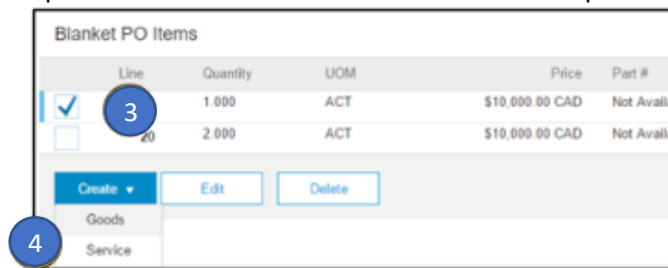 Blanket PO Items
Line Quantity UOM Price Part #
3 1.000 ACT $10,000.00 CAD Not Avail
20 2.000 ACT $10,000.00 CAD Not Avail
Create Edit Delete
Goods
4 Service